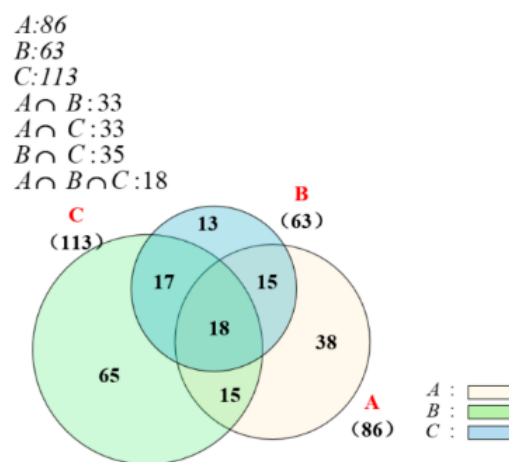 A:86
B:63
C:113
A∩ B:33
A∩ C:33
B∩ C:35
A∩ B∩C:18
C
(113)
B
(63)
13
17
15
18
38
65
15
A
(86)
A :
B :
C :